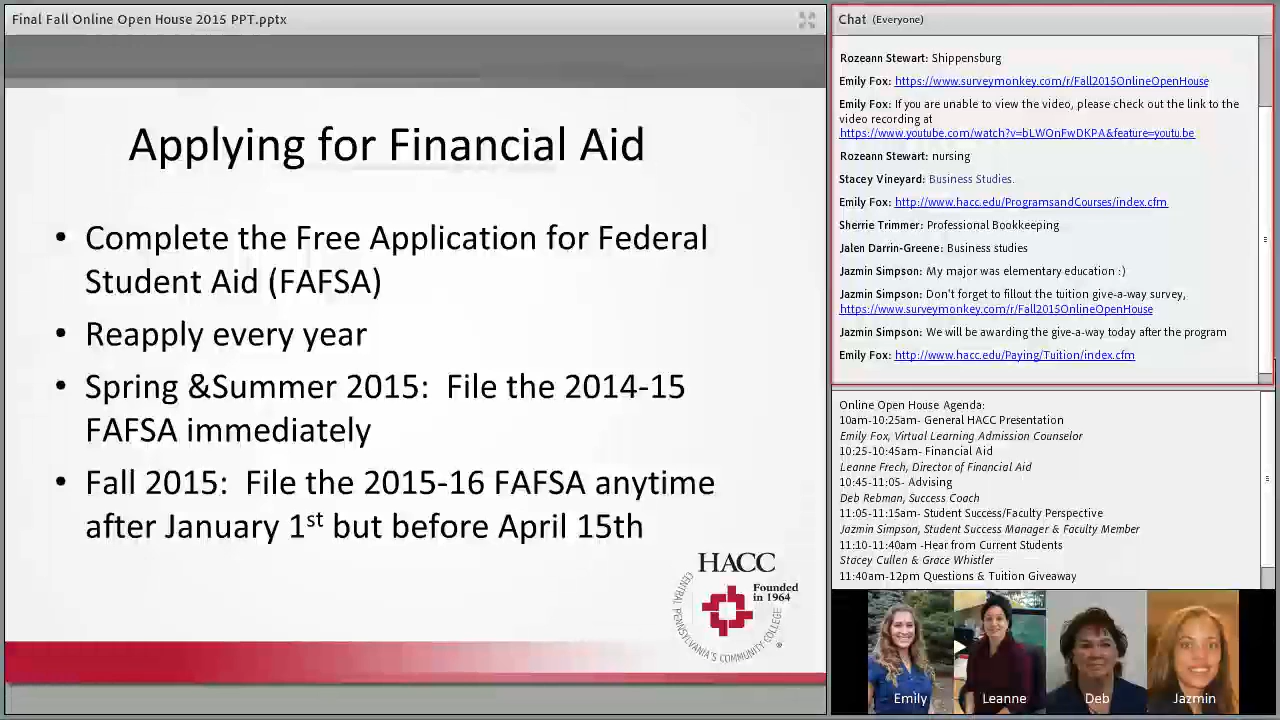 Final Fall Online Open House 2015 PPT.pptx
Applying for Financial Aid
• Complete the Free Application for Federal
Student Aid (FAFSA)
• Reapply every year
• Spring &Summer 2015:  File the 2014-15
FAFSA immediately
• Fall 2015:  File the 2015-16 FAFSA anytime
after January 1st but before April 15th
HACC
Founded
in 1964
CENTRAL PENNSYLVANIA'S COMMUNITY COLLEGE
®
Chat (Everyone)
Rozeann Stewart: Shippensburg
Emily Fox: https://www.surveymonkey.com/r/Fall2015OnlineOpenHouse
Emily Fox: If you are unable to view the video, please check out the link to the
video recording at
https://www.youtube.com/watch?v=bLWOnFwDKPA&feature=youtu.be
Rozeann Stewart: nursing
Stacey Vineyard: Business Studies.
Emily Fox: http://www.hacc.edu/ProgramsandCourses/index.cfm
Sherrie Trimmer: Professional Bookkeeping
Jalen Darrin-Greene: Business studies
Jazmin Simpson: My major was elementary education :)
Jazmin Simpson: Don't forget to fillout the tuition give-a-way survey,
https://www.surveymonkey.com/r/Fall2015OnlineOpenHouse
Jazmin Simpson: We will be awarding the give-a-way today after the program
Emily Fox: http://www.hacc.edu/Paying/Tuition/index.cfm
Online Open House Agenda:
10am-10:25am- General HACC Presentation
Emily Fox, Virtual Learning Admission Counselor
10:25-10:45am- Financial Aid
Leanne Frech, Director of Financial Aid
10:45-11:05- Advising
Deb Rebman, Success Coach
11:05-11:15am- Student Success/Faculty Perspective
Jazmin Simpson, Student Success Manager & Faculty Member
11:10-11:40am -Hear from Current Students
Stacey Cullen & Grace Whistler
11:40am-12pm Questions & Tuition Giveaway
Emily
Leanne
Deb
Jazmin